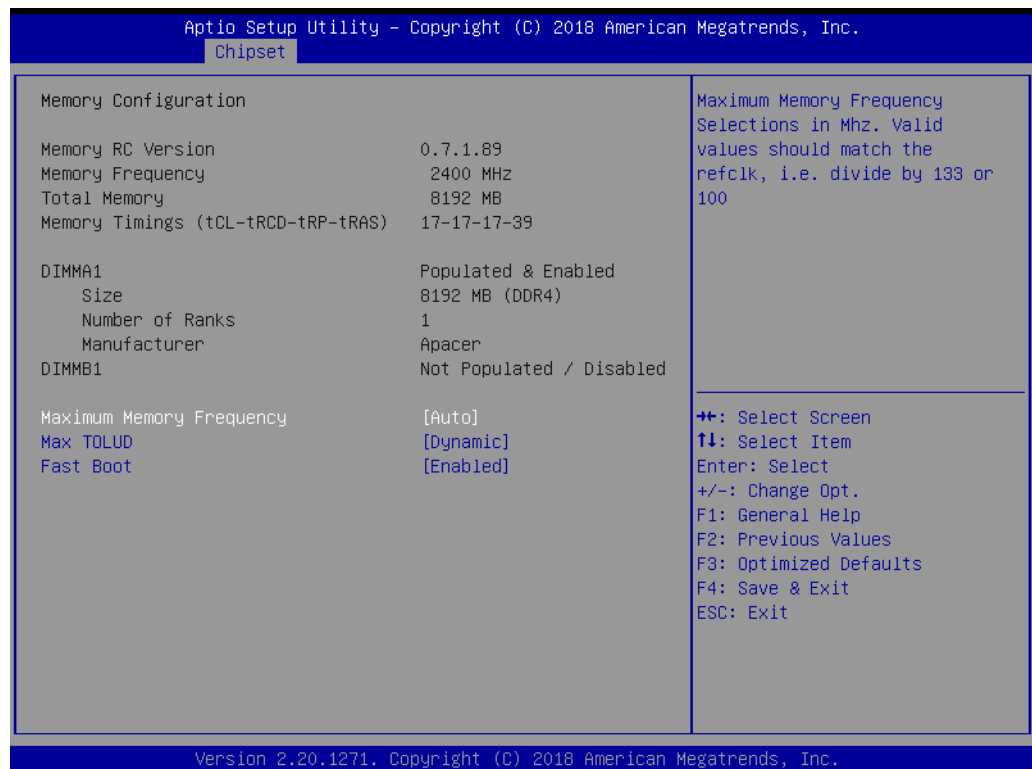 Aptio Setup Utility – Copyright (C) 2018 American Megatrends, Inc.
Chipset
Memory Configuration
Memory RC Version 0.7.1.89
Memory Frequency 2400 MHz
Total Memory 8192 MB
Memory Timings (tCL-tRCD-tRP-tRAS) 17-17-17-39
DIMMA1 Populated & Enabled
Size 8192 MB (DDR4)
Number of Ranks 1
Manufacturer Apacer
DIMMB1 Not Populated / Disabled
Maximum Memory Frequency [Auto]
Max TOLUD [Dynamic]
Fast Boot [Enabled]
Maximum Memory Frequency
Selections in Mhz. Valid
values should match the
refclk, i.e. divide by 133 or
100
→←: Select Screen
↑↓: Select Item
Enter: Select
+/-: Change Opt.
F1: General Help
F2: Previous Values
F3: Optimized Defaults
F4: Save & Exit
ESC: Exit
Version 2.20.1271. Copyright (C) 2018 American Megatrends, Inc.